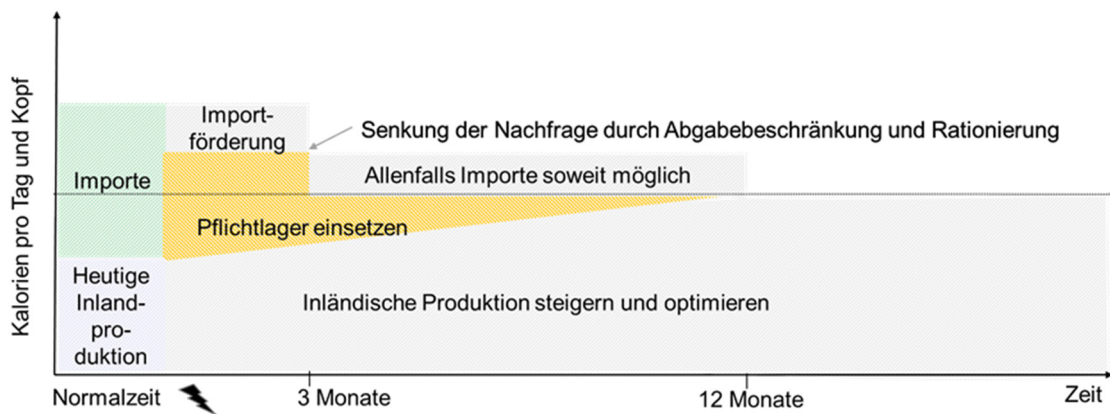 Kalorien pro Tag und Kopf
Import-
förderung
Senkung der Nachfrage durch Abgabebeschränkung und Rationierung
Importe
Allenfalls Importe soweit möglich
Pflichtlager einsetzen
Heutige
Inland-
pro-
duktion
Inländische Produktion steigern und optimieren
Normalzeit
3 Monate
12 Monate
Zeit